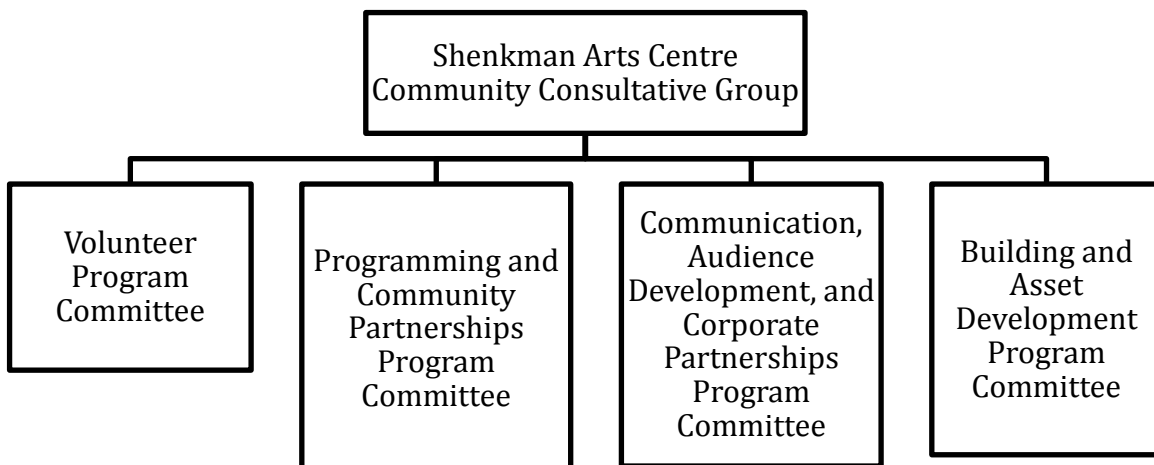 Shenkman Arts Centre
Community Consultative Group
Volunteer
Program
Committee
Programming and
Community
Partnerships
Program
Committee
Communication,
Audience
Development, and
Corporate
Partnerships
Program
Committee
Building and
Asset
Development
Program
Committee